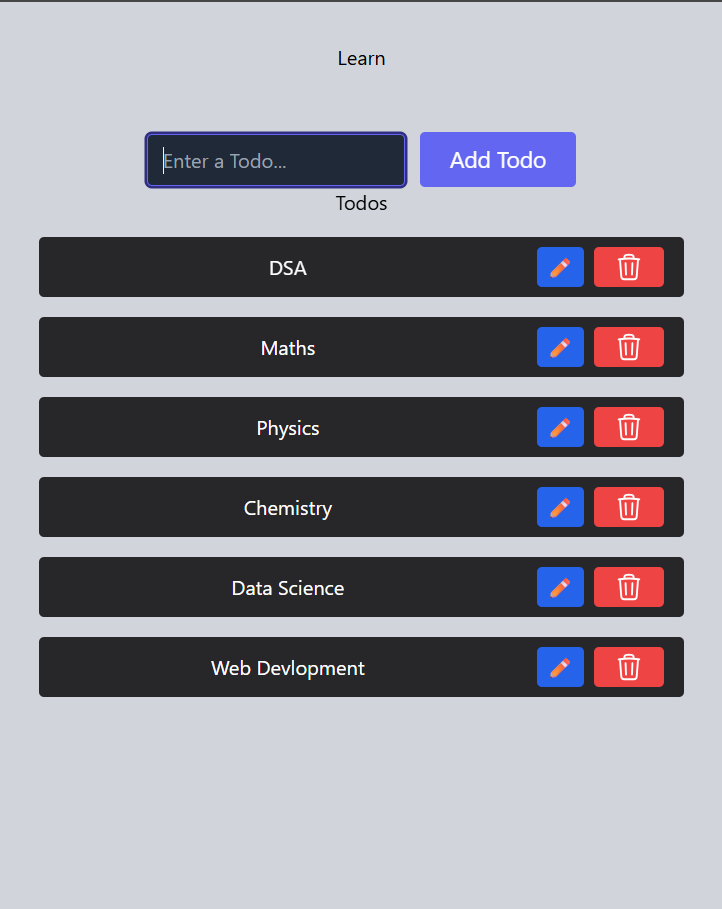 Learn
Enter a Todo...
Add Todo
Todos
DSA
Maths
Physics
Chemistry
Data Science
Web Devlopment